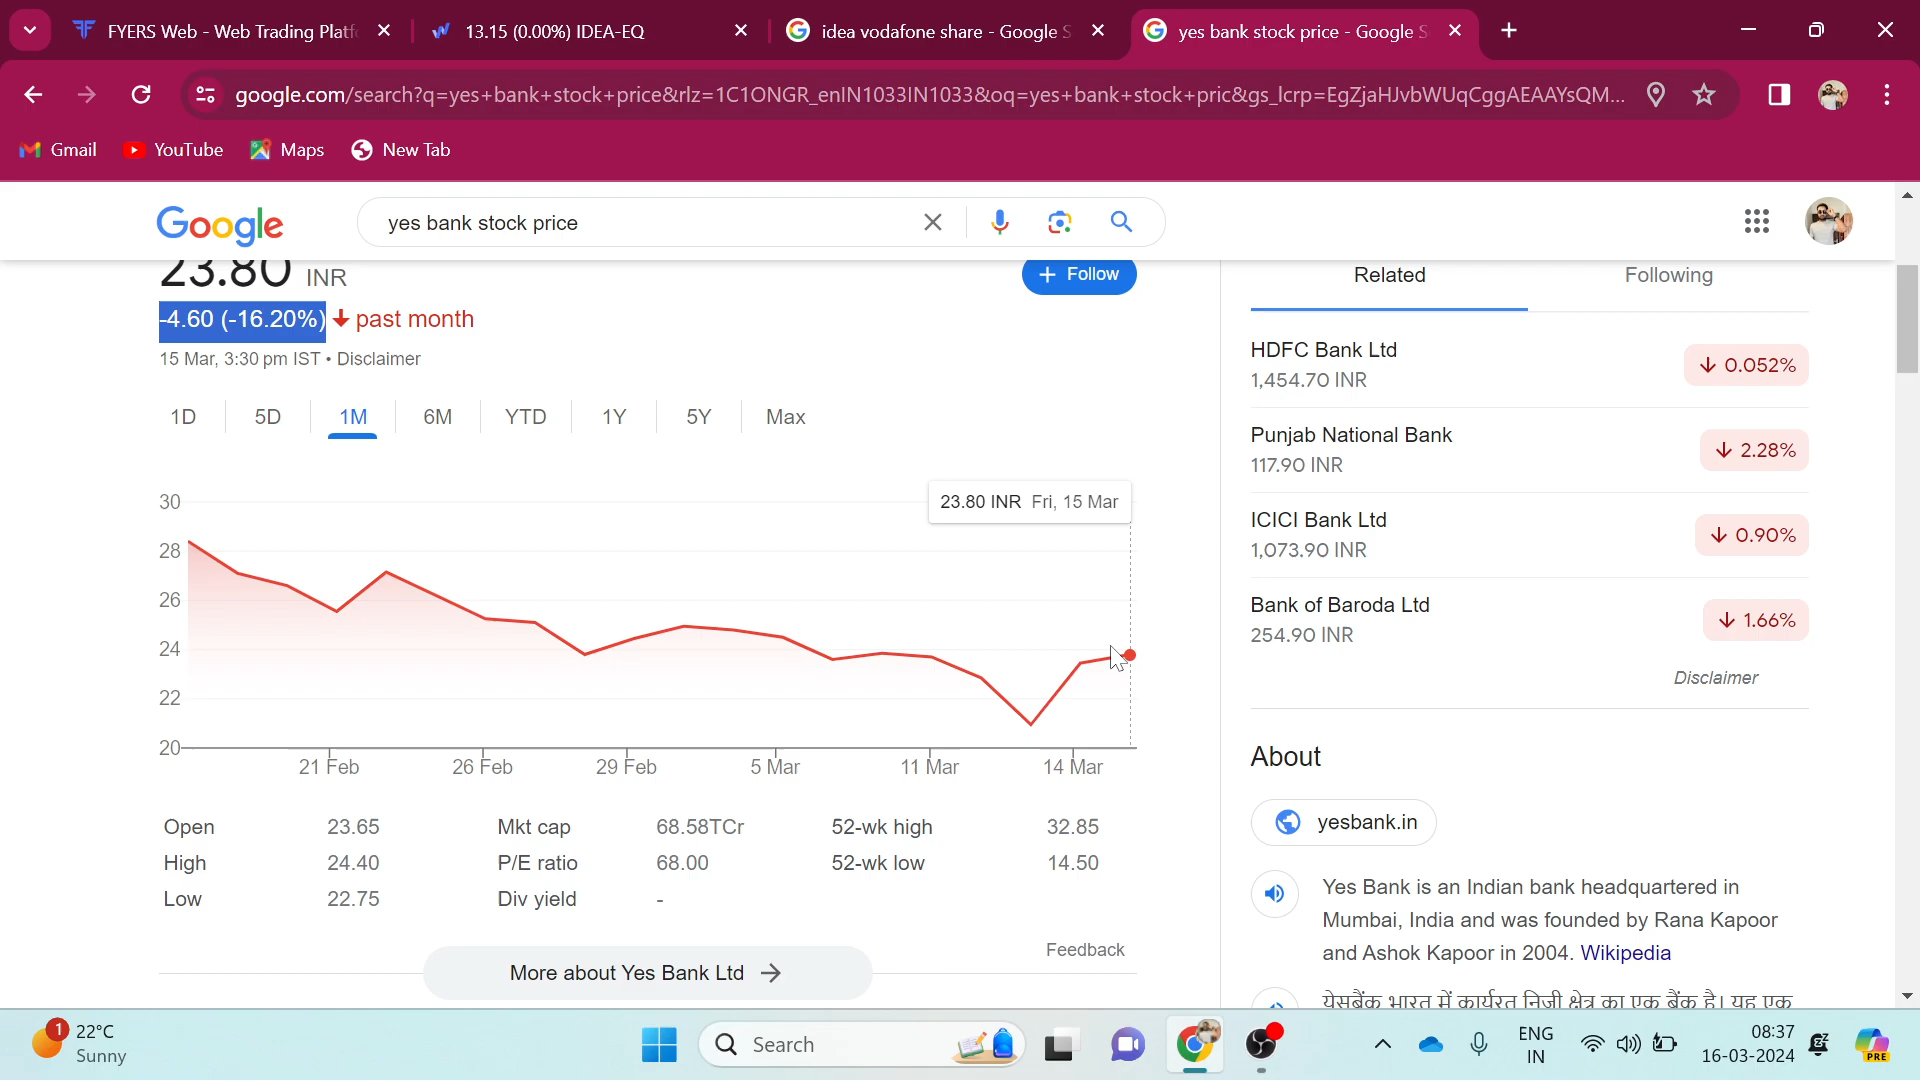 FYERS Web - Web Trading Platf
13.15 (0.00%) IDEA-EQ
idea vodafone share - Google S
yes bank stock price - Google S
google.com/search?q=yes+bank+stock+price&rlz=1C1ONGR_enIN1033IN1033&oq=yes+bank+stock+pric&gs_lcrp=EgZjaHJvbWUqCggAEAAYsQM...
Gmail
YouTube
Maps
New Tab
Google
yes bank stock price
23.80 INR
+ Follow
-4.60 (-16.20%) ↓ past month
15 Mar, 3:30 pm IST • Disclaimer
1D 5D 1M 6M YTD 1Y 5Y Max
23.80 INR Fri, 15 Mar
30
28
26
24
22
20
21 Feb 26 Feb 29 Feb 5 Mar 11 Mar 14 Mar
Open 23.65 Mkt cap 68.58TCr 52-wk high 32.85
High 24.40 P/E ratio 68.00 52-wk low 14.50
Low 22.75 Div yield -
Feedback
More about Yes Bank Ltd →
Related Following
HDFC Bank Ltd
1,454.70 INR
↓ 0.052%
Punjab National Bank
117.90 INR
↓ 2.28%
ICICI Bank Ltd
1,073.90 INR
↓ 0.90%
Bank of Baroda Ltd
254.90 INR
↓ 1.66%
Disclaimer
About
yesbank.in
Yes Bank is an Indian bank headquartered in
Mumbai, India and was founded by Rana Kapoor
and Ashok Kapoor in 2004. Wikipedia
येसबैंक भारत में कार्यरत निजी क्षेत्र का एक बैंक है। यह एक
1
22°C
Sunny
Search
ENG
IN
08:37
16-03-2024
PRE